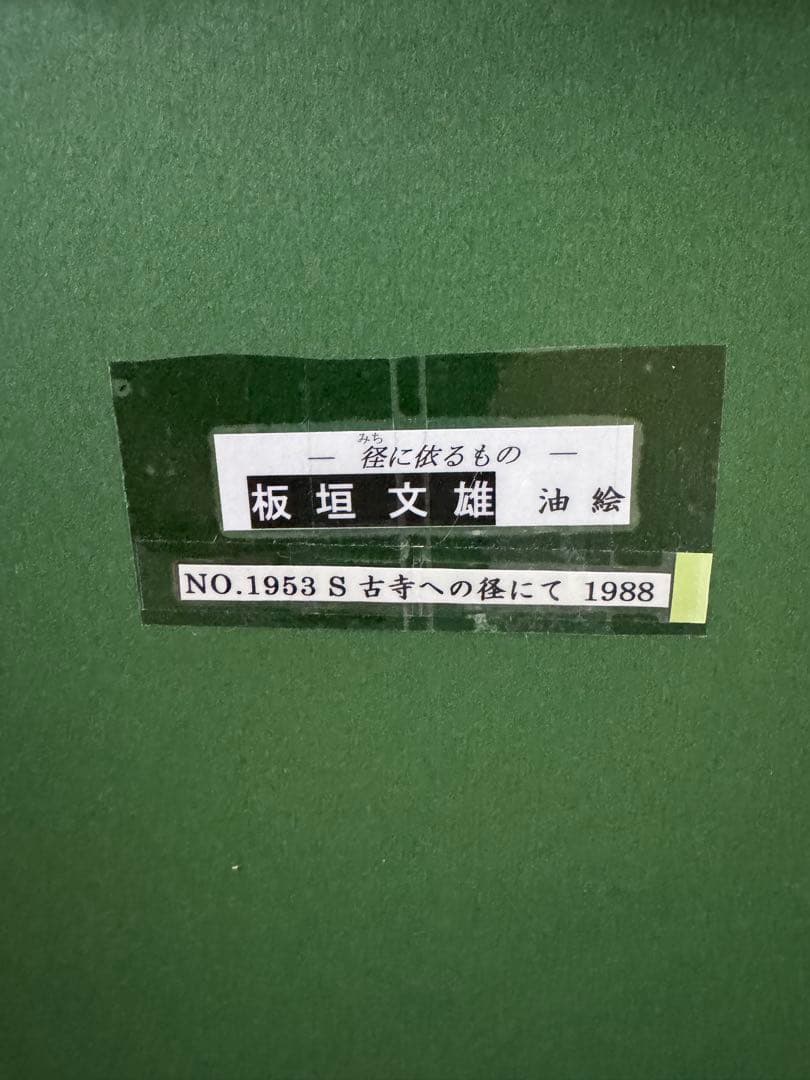 みち
― 径に依るもの ―
板垣文雄 油絵
NO.1953 S 古寺への径にて 1988